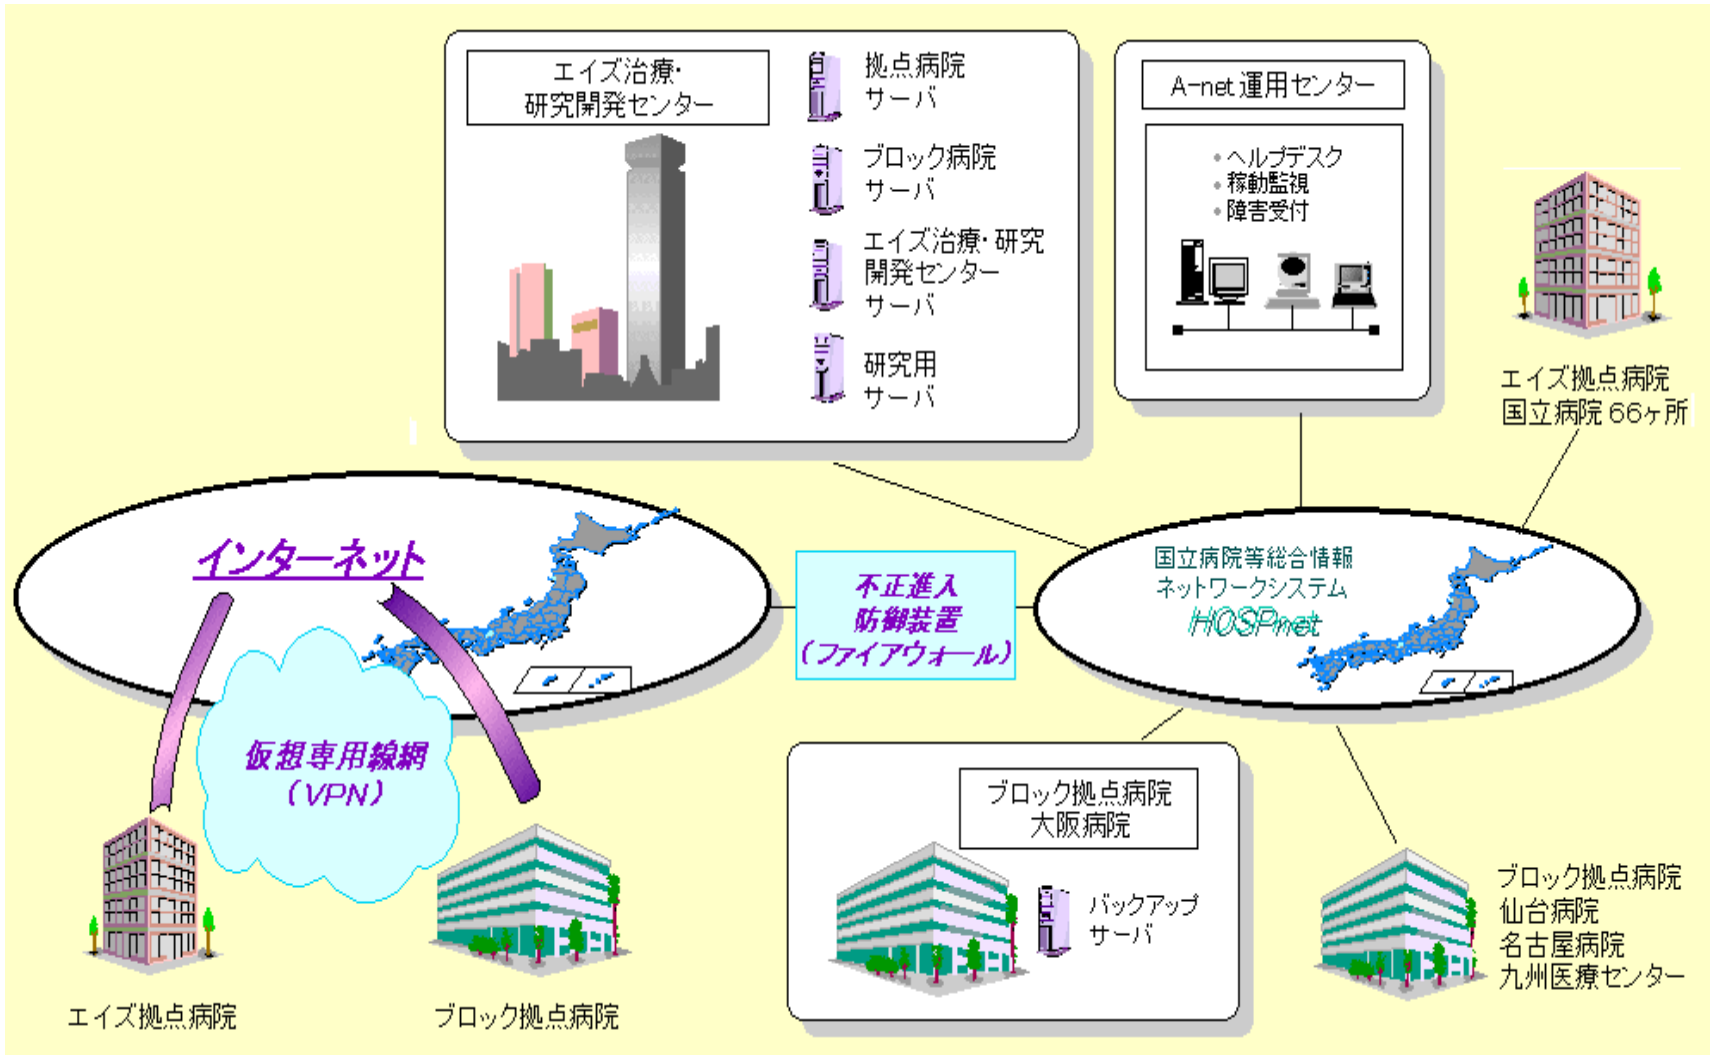 エイズ治療・
研究開発センター
拠点病院
サーバ
ブロック病院
サーバ
エイズ治療・研究
開発センター
サーバ
研究用
サーバ
A-net運用センター
・ヘルプデスク
・稼動監視
・障害受付
エイズ拠点病院
国立病院 66ヶ所
インターネット
不正進入
防御装置
(ファイアウォール)
国立病院等総合情報
ネットワークシステム
HOSPnet
仮想専用線網
(VPN)
エイズ拠点病院
ブロック拠点病院
ブロック拠点病院
大阪病院
バックアップ
サーバ
ブロック拠点病院
仙台病院
名古屋病院
九州医療センター